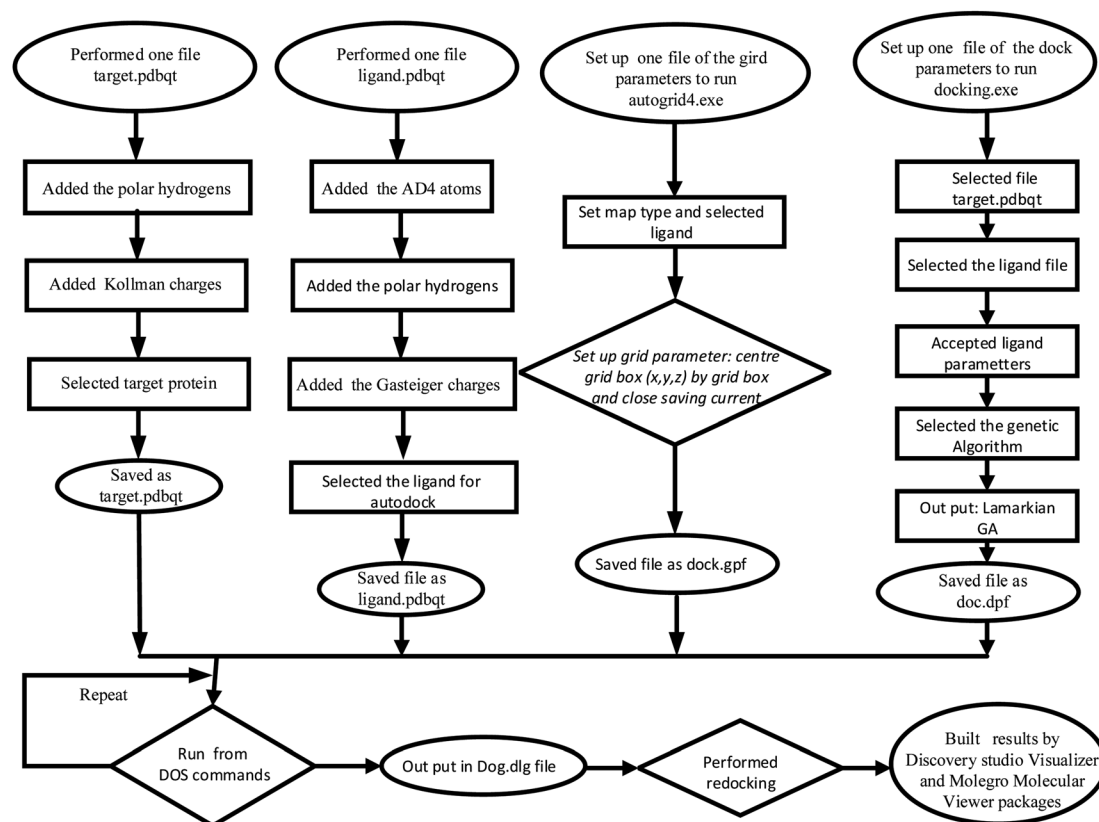 Performed one file
target.pdbqt
Added the polar hydrogens
Added Kollman charges
Selected target protein
Saved as
target.pdbqt
Performed one file
ligand.pdbqt
Added the AD4 atoms
Added the polar hydrogens
Added the Gasteiger charges
Selected the ligand for
autodock
Saved file as
ligand.pdbqt
Set up one file of the gird
parameters to run
autogrid4.exe
Set map type and selected
ligand
Set up grid parameter: centre
grid box (x,y,z) by grid box
and close saving current
Saved file as dock.gpf
Set up one file of the dock
parameters to run
docking.exe
Selected file
target.pdbqt
Selected the ligand file
Accepted ligand
parametters
Selected the genetic
Algorithm
Out put: Lamarkian
GA
Saved file as
doc.dpf
Repeat
Run from
DOS commands
Out put in Dog.dlg file
Performed
redocking
Built results by
Discovery studio Visualizer
and Molegro Molecular
Viewer packages